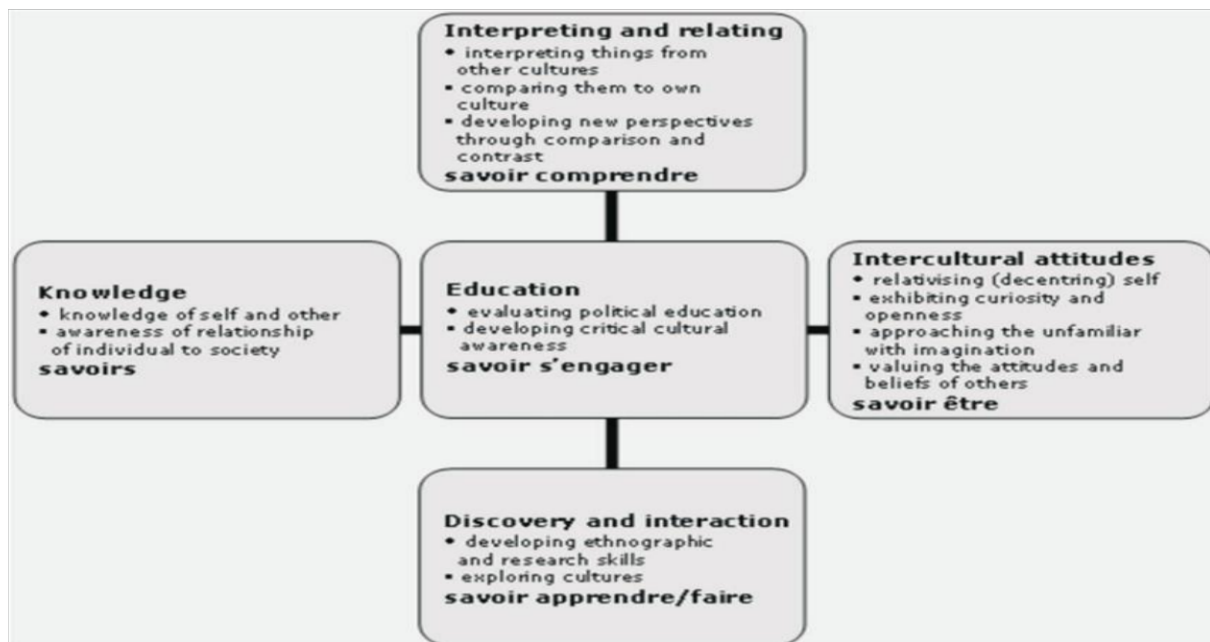 Interpreting and relating
• interpreting things from
other cultures
▪ comparing them to own
culture
▪ developing new perspectives
through comparison and
contrast
savoir comprendre
Knowledge
• knowledge of self and other
▪ awareness of relationship
of individual to society
savoirs
Education
• evaluating political education
▪ developing critical cultural
awareness
savoir s'engager
Intercultural attitudes
• relativising (decentring) self
▪ exhibiting curiosity and
openness
▪ approaching the unfamiliar
with imagination
▪ valuing the attitudes and
beliefs of others
savoir être
Discovery and interaction
• developing ethnographic
and research skills
▪ exploring cultures
savoir apprendre/faire